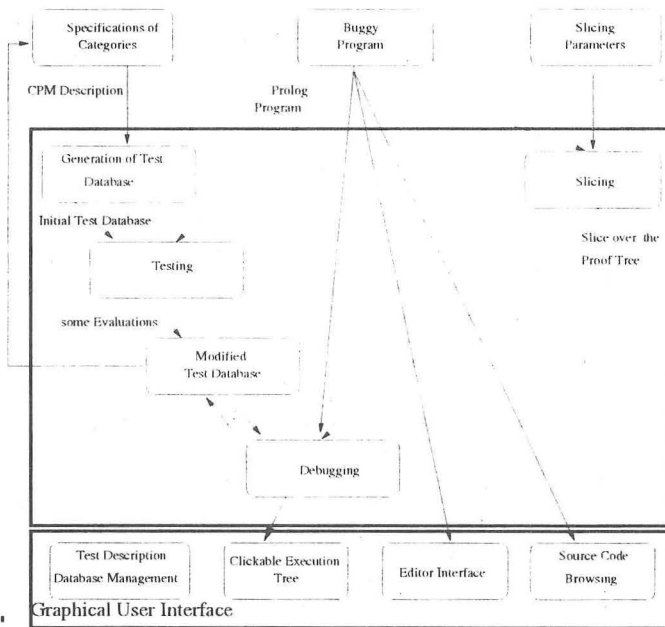 Specifications of
Categories
Buggy
Program
Slicing
Parameters
CPM Description
Prolog
Program
Generation of Test
Database
Slicing
Initial Test Database
Testing
Slice over the
Proof Tree
some Evaluations
Modified
Test Database
Debugging
Test Description
Database Management
Clickable Execution
Tree
Editor Interface
Source Code
Browsing
Graphical User Interface